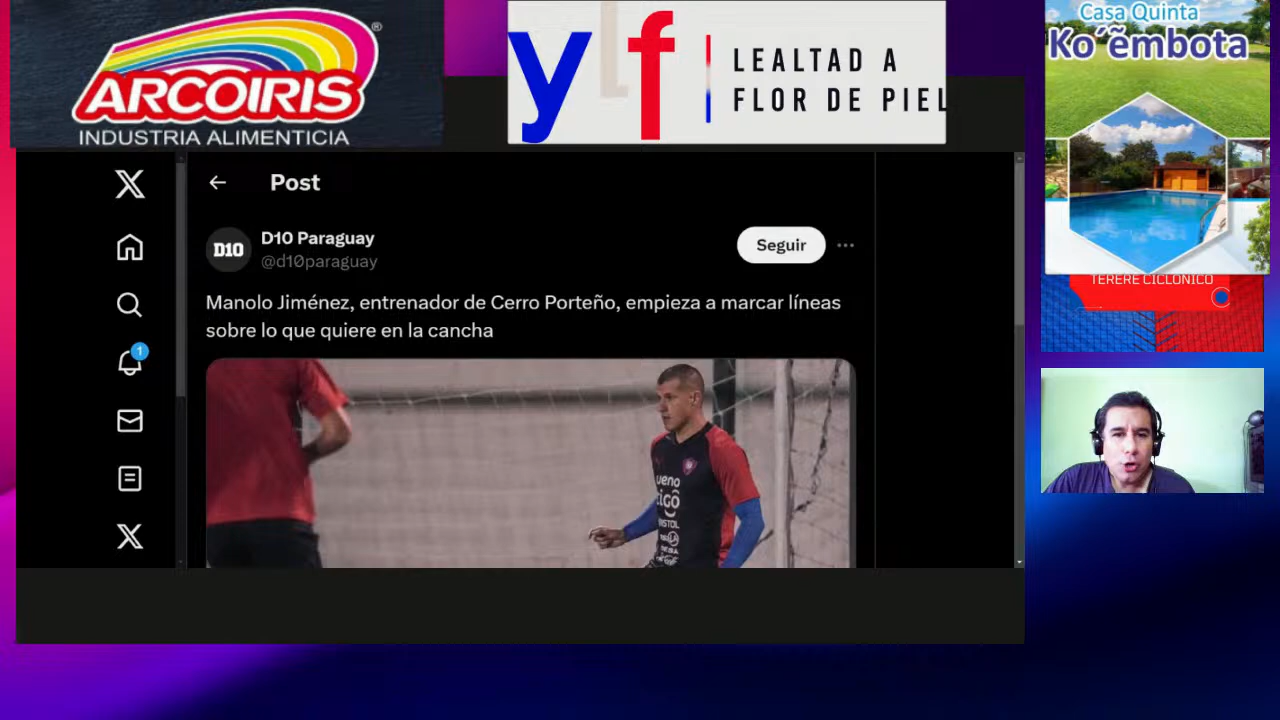 ARCOIRIS
®
INDUSTRIA ALIMENTICIA
yf
LEALTAD A
FLOR DE PIEL
Casa Quinta
Ko´ẽmbota
TERERE CICLONICO
Post
D10
D10 Paraguay
@d10paraguay
Seguir
1
Manolo Jiménez, entrenador de Cerro Porteño, empieza a marcar líneas
sobre lo que quiere en la cancha
ueno
tigo